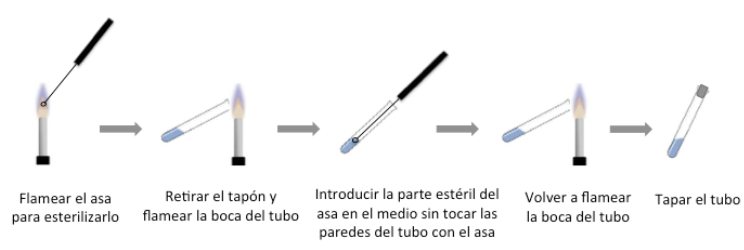 Flamear el asa
para esterilizarlo
Retirar el tapón y
flamear la boca del tubo
Introducir la parte estéril del
asa en el medio sin tocar las
paredes del tubo con el asa
Volver a flamear
la boca del tubo
Tapar el tubo